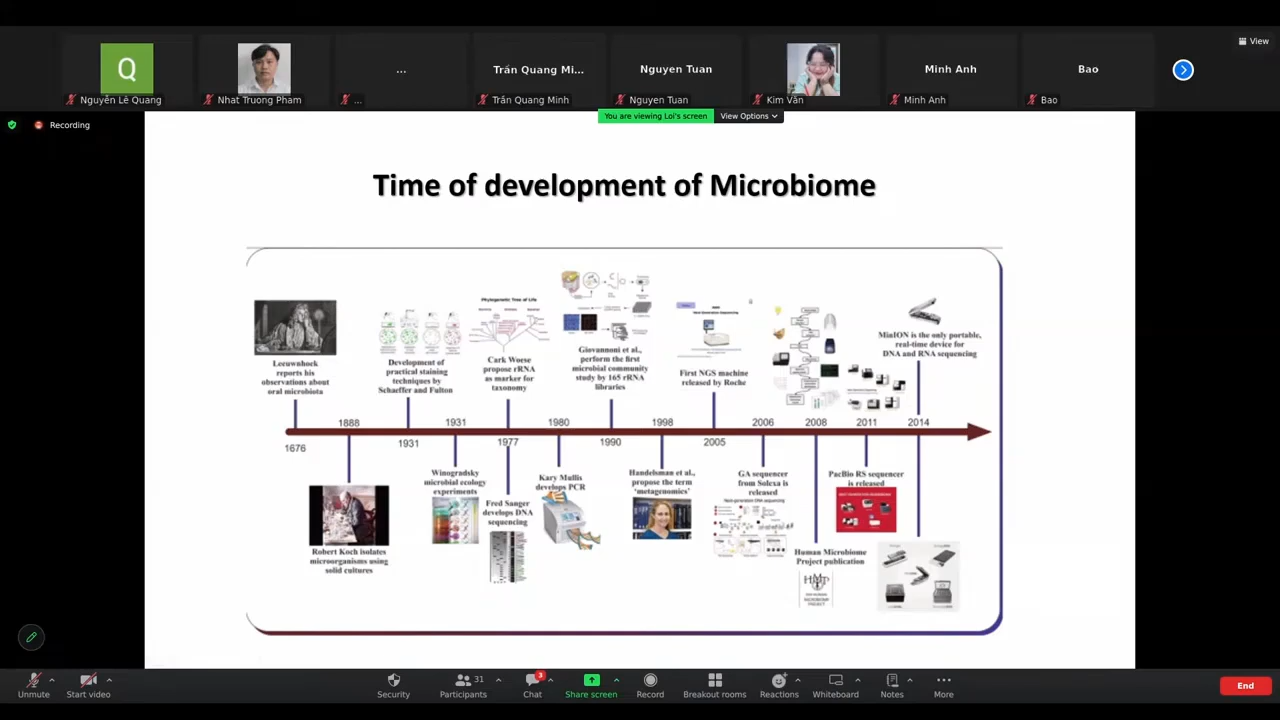 View
Q
...
Trần Quang Mi...
Nguyen Tuan
Minh Anh
Bao
Nguyễn Lê Quang
Nhat Truong Pham
...
Trần Quang Minh
Nguyen Tuan
Kim Vân
Minh Anh
Bao
Recording
You are viewing Loi's screen
View Options
Time of development of Microbiome
Phylogenetic Tree of Life
Leeuwnhoek
reports his
observations about
oral microbiota
Development of
practical staining
techniques by
Schaeffer and Fulton
Cark Woese
propose rRNA
as marker for
taxonomy
Giovannoni et al.,
perform the first
microbial community
study by 165 rRNA
libraries
First NGS machine
released by Roche
MinION is the only portable,
real-time device for
DNA and RNA sequencing
1888
1931
1980
1998
2006
2008
2011
2014
1676
1931
1977
1990
2005
Robert Koch isolates
microorganisms using
solid cultures
Winogradsky
microbial ecology
experiments
Fred Sanger
develops DNA
sequencing
Kary Mullis
develops PCR
Handelsman et al.,
propose the term
'metagenomics'
GA sequencer
from Solexa is
released
Human Microbiome
Project publication
PacBio RS sequencer
is released
Unmute
Start video
Security
Participants
31
Chat
3
Share screen
Record
Breakout rooms
Reactions
Whiteboard
Notes
More
End